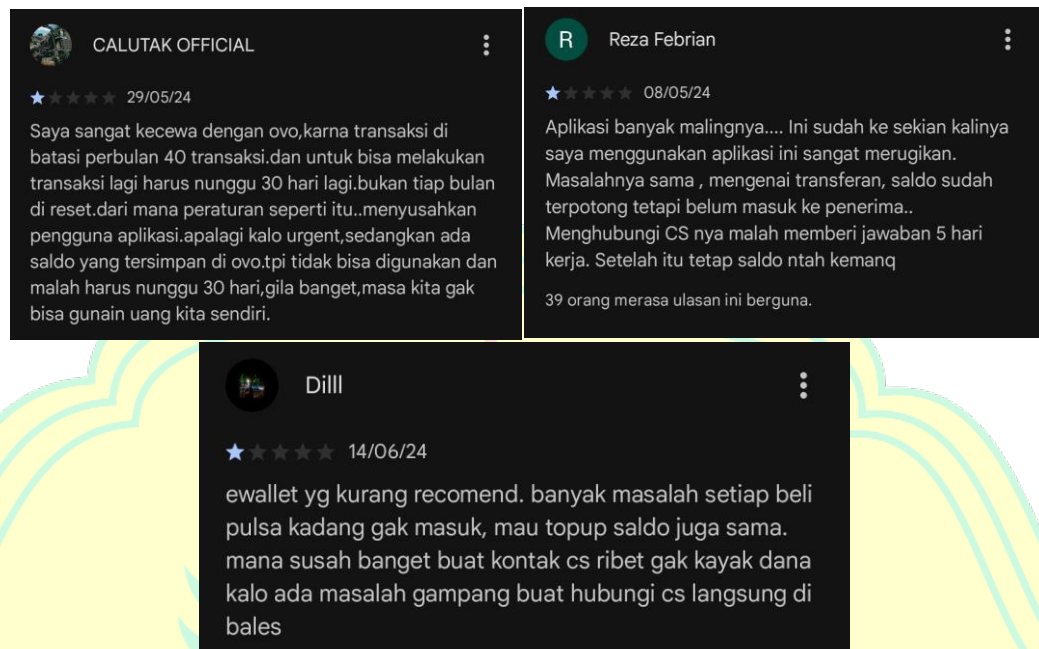 CALUTAK OFFICIAL
29/05/24
Saya sangat kecewa dengan ovo,karna transaksi di
batasi perbulan 40 transaksi.dan untuk bisa melakukan
transaksi lagi harus nunggu 30 hari lagi.bukan tiap bulan
di reset.dari mana peraturan seperti itu..menyusahkan
pengguna aplikasi.apalagi kalo urgent,sedangkan ada
saldo yang tersimpan di ovo.tpi tidak bisa digunakan dan
malah harus nunggu 30 hari,gila banget,masa kita gak
bisa gunain uang kita sendiri.
R Reza Febrian
08/05/24
Aplikasi banyak malingnya.... Ini sudah ke sekian kalinya
saya menggunakan aplikasi ini sangat merugikan.
Masalahnya sama , mengenai transferan, saldo sudah
terpotong tetapi belum masuk ke penerima..
Menghubungi CS nya malah memberi jawaban 5 hari
kerja. Setelah itu tetap saldo ntah kemanq
39 orang merasa ulasan ini berguna.
Dilll
14/06/24
ewallet yg kurang recomend. banyak masalah setiap beli
pulsa kadang gak masuk, mau topup saldo juga sama.
mana susah banget buat kontak cs ribet gak kayak dana
kalo ada masalah gampang buat hubungi cs langsung di
bales